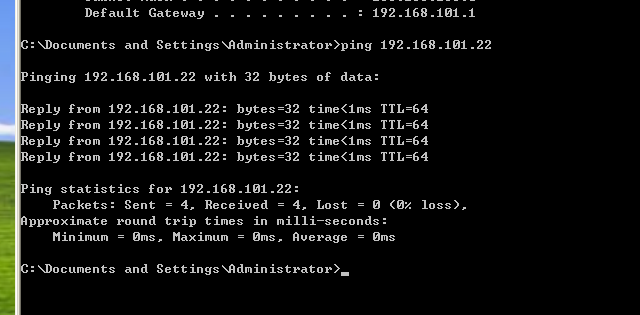 Default Gateway . . . . . . . . . : 192.168.101.1
C:\Documents and Settings\Administrator>ping 192.168.101.22
Pinging 192.168.101.22 with 32 bytes of data:
Reply from 192.168.101.22: bytes=32 time<1ms TTL=64
Reply from 192.168.101.22: bytes=32 time<1ms TTL=64
Reply from 192.168.101.22: bytes=32 time<1ms TTL=64
Reply from 192.168.101.22: bytes=32 time<1ms TTL=64
Ping statistics for 192.168.101.22:
Packets: Sent = 4, Received = 4, Lost = 0 (0% loss),
Approximate round trip times in milli-seconds:
Minimum = 0ms, Maximum = 0ms, Average = 0ms
C:\Documents and Settings\Administrator>_